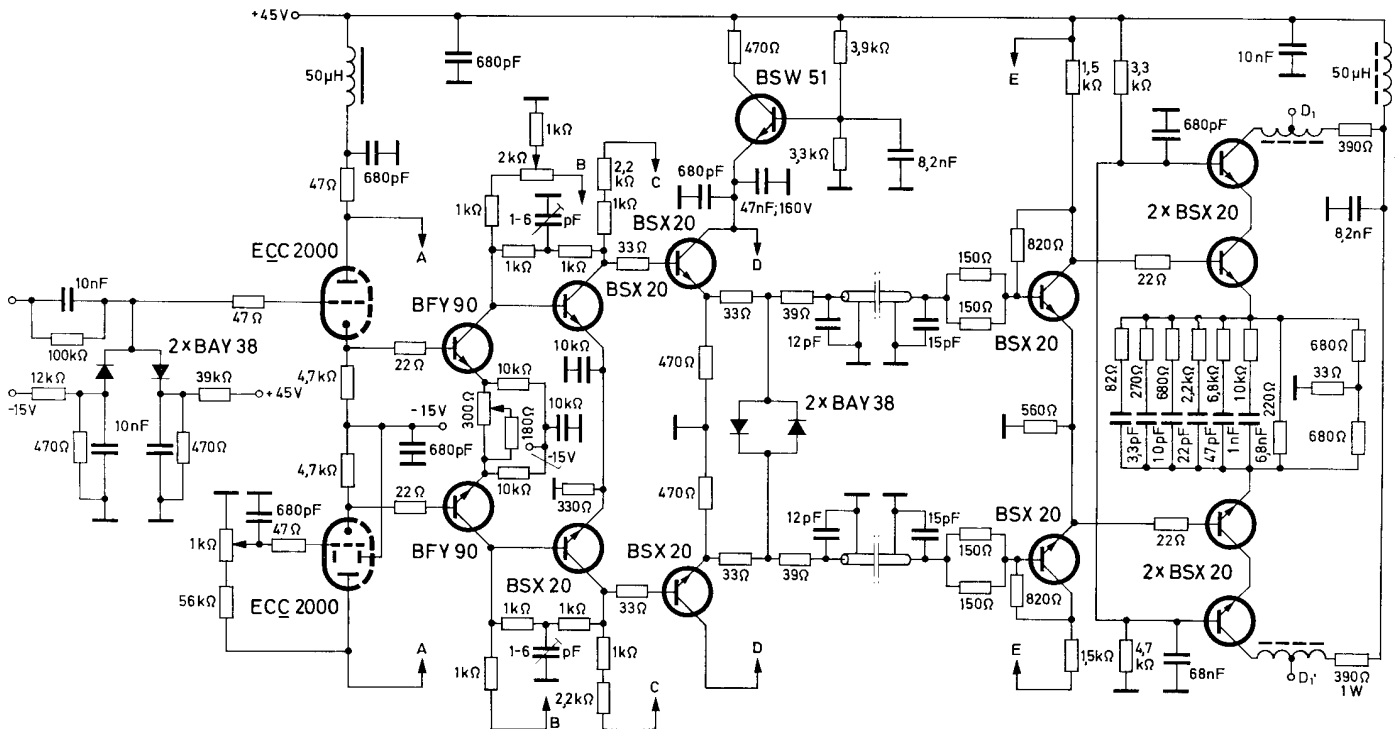 +45V
50µH
680pF
680pF
47Ω
A
ECC 2000
10nF
100kΩ
47Ω
2×BAY 38
12kΩ
-15V
39kΩ
+45V
470Ω
10nF
470Ω
4,7kΩ
4,7kΩ
22Ω
22Ω
-15V
680pF
680pF
47Ω
1kΩ
56kΩ
ECC 2000
A
BFY 90
BFY 90
1kΩ
2kΩ
B
1kΩ
1-6 pF
1kΩ
1kΩ
2,2 kΩ
1kΩ
C
33Ω
BSX 20
BSX 20
10kΩ
300Ω
180Ω
10kΩ
-15V
10kΩ
10kΩ
330Ω
BSX 20
1kΩ
1kΩ
1-6 pF
1kΩ
B
1kΩ
2,2kΩ
C
33Ω
BSX 20
D
470Ω
3,9kΩ
BSW 51
3,3kΩ
8,2nF
680pF
47nF;160V
D
33Ω
39Ω
12pF
15pF
470Ω
470Ω
2×BAY 38
33Ω
39Ω
12pF
15pF
150Ω
150Ω
820Ω
BSX 20
560Ω
BSX 20
150Ω
150Ω
820Ω
E
1,5kΩ
E
1,5 kΩ
3,3 kΩ
680pF
10nF
50µH
D₁
390Ω
2×BSX 20
8,2nF
22Ω
82Ω
270Ω
680Ω
2,2kΩ
6,8kΩ
10kΩ
220Ω
3,3pF
10pF
22pF
47pF
1nF
6,8nF
680Ω
33Ω
680Ω
22Ω
2×BSX 20
4,7 kΩ
68nF
D₁'
390Ω
1W